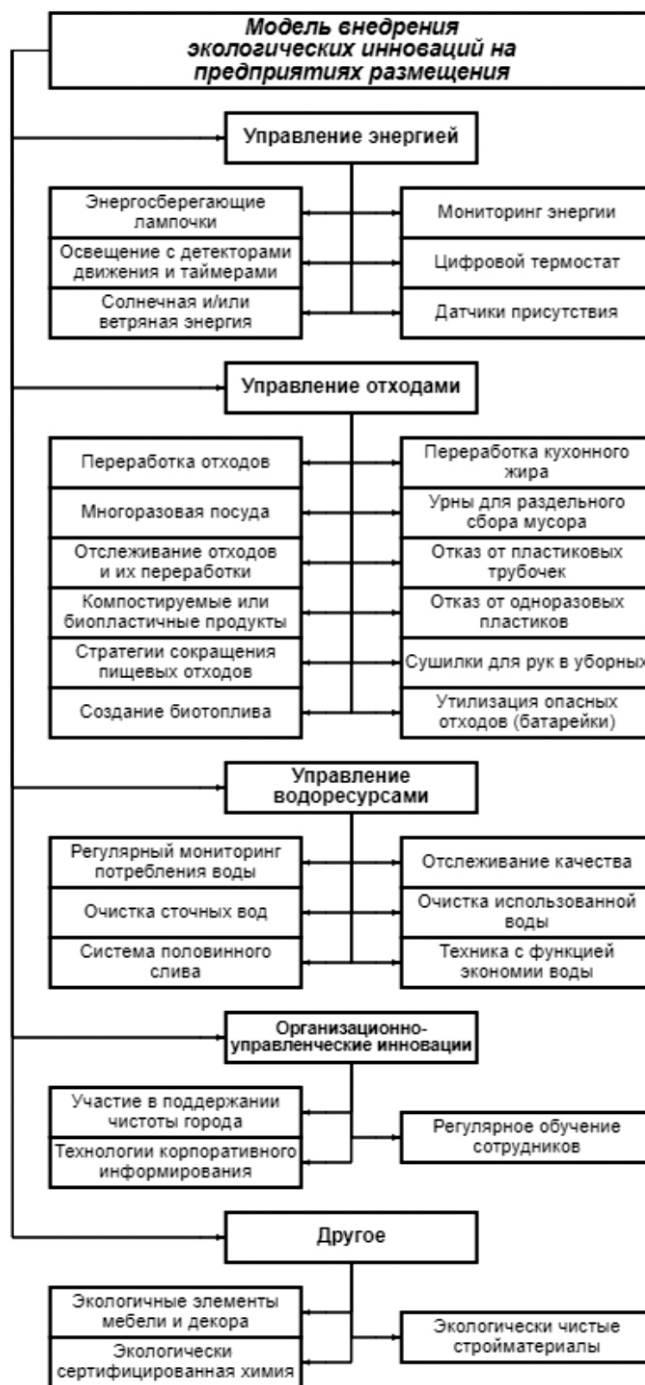 Модель внедрения
экологических инноваций на
предприятиях размещения
Управление энергией
Энергосберегающие
лампочки
Мониторинг энергии
Освещение с детекторами
движения и таймерами
Цифровой термостат
Солнечная и/или
ветряная энергия
Датчики присутствия
Управление отходами
Переработка отходов
Переработка кухонного
жира
Многоразовая посуда
Урны для раздельного
сбора мусора
Отслеживание отходов
и их переработки
Отказ от пластиковых
трубочек
Компостируемые или
биопластичные продукты
Отказ от одноразовых
пластиков
Стратегии сокращения
пищевых отходов
Сушилки для рук в уборных
Создание биотоплива
Утилизация опасных
отходов (батарейки)
Управление
водоресурсами
Регулярный мониторинг
потребления воды
Отслеживание качества
Очистка сточных вод
Очистка использованной
воды
Система половинного
слива
Техника с функцией
экономии воды
Организационно-
управленческие инновации
Участие в поддержании
чистоты города
Технологии корпоративного
информирования
Регулярное обучение
сотрудников
Другое
Экологичные элементы
мебели и декора
Экологически
сертифицированная химия
Экологически чистые
стройматериалы